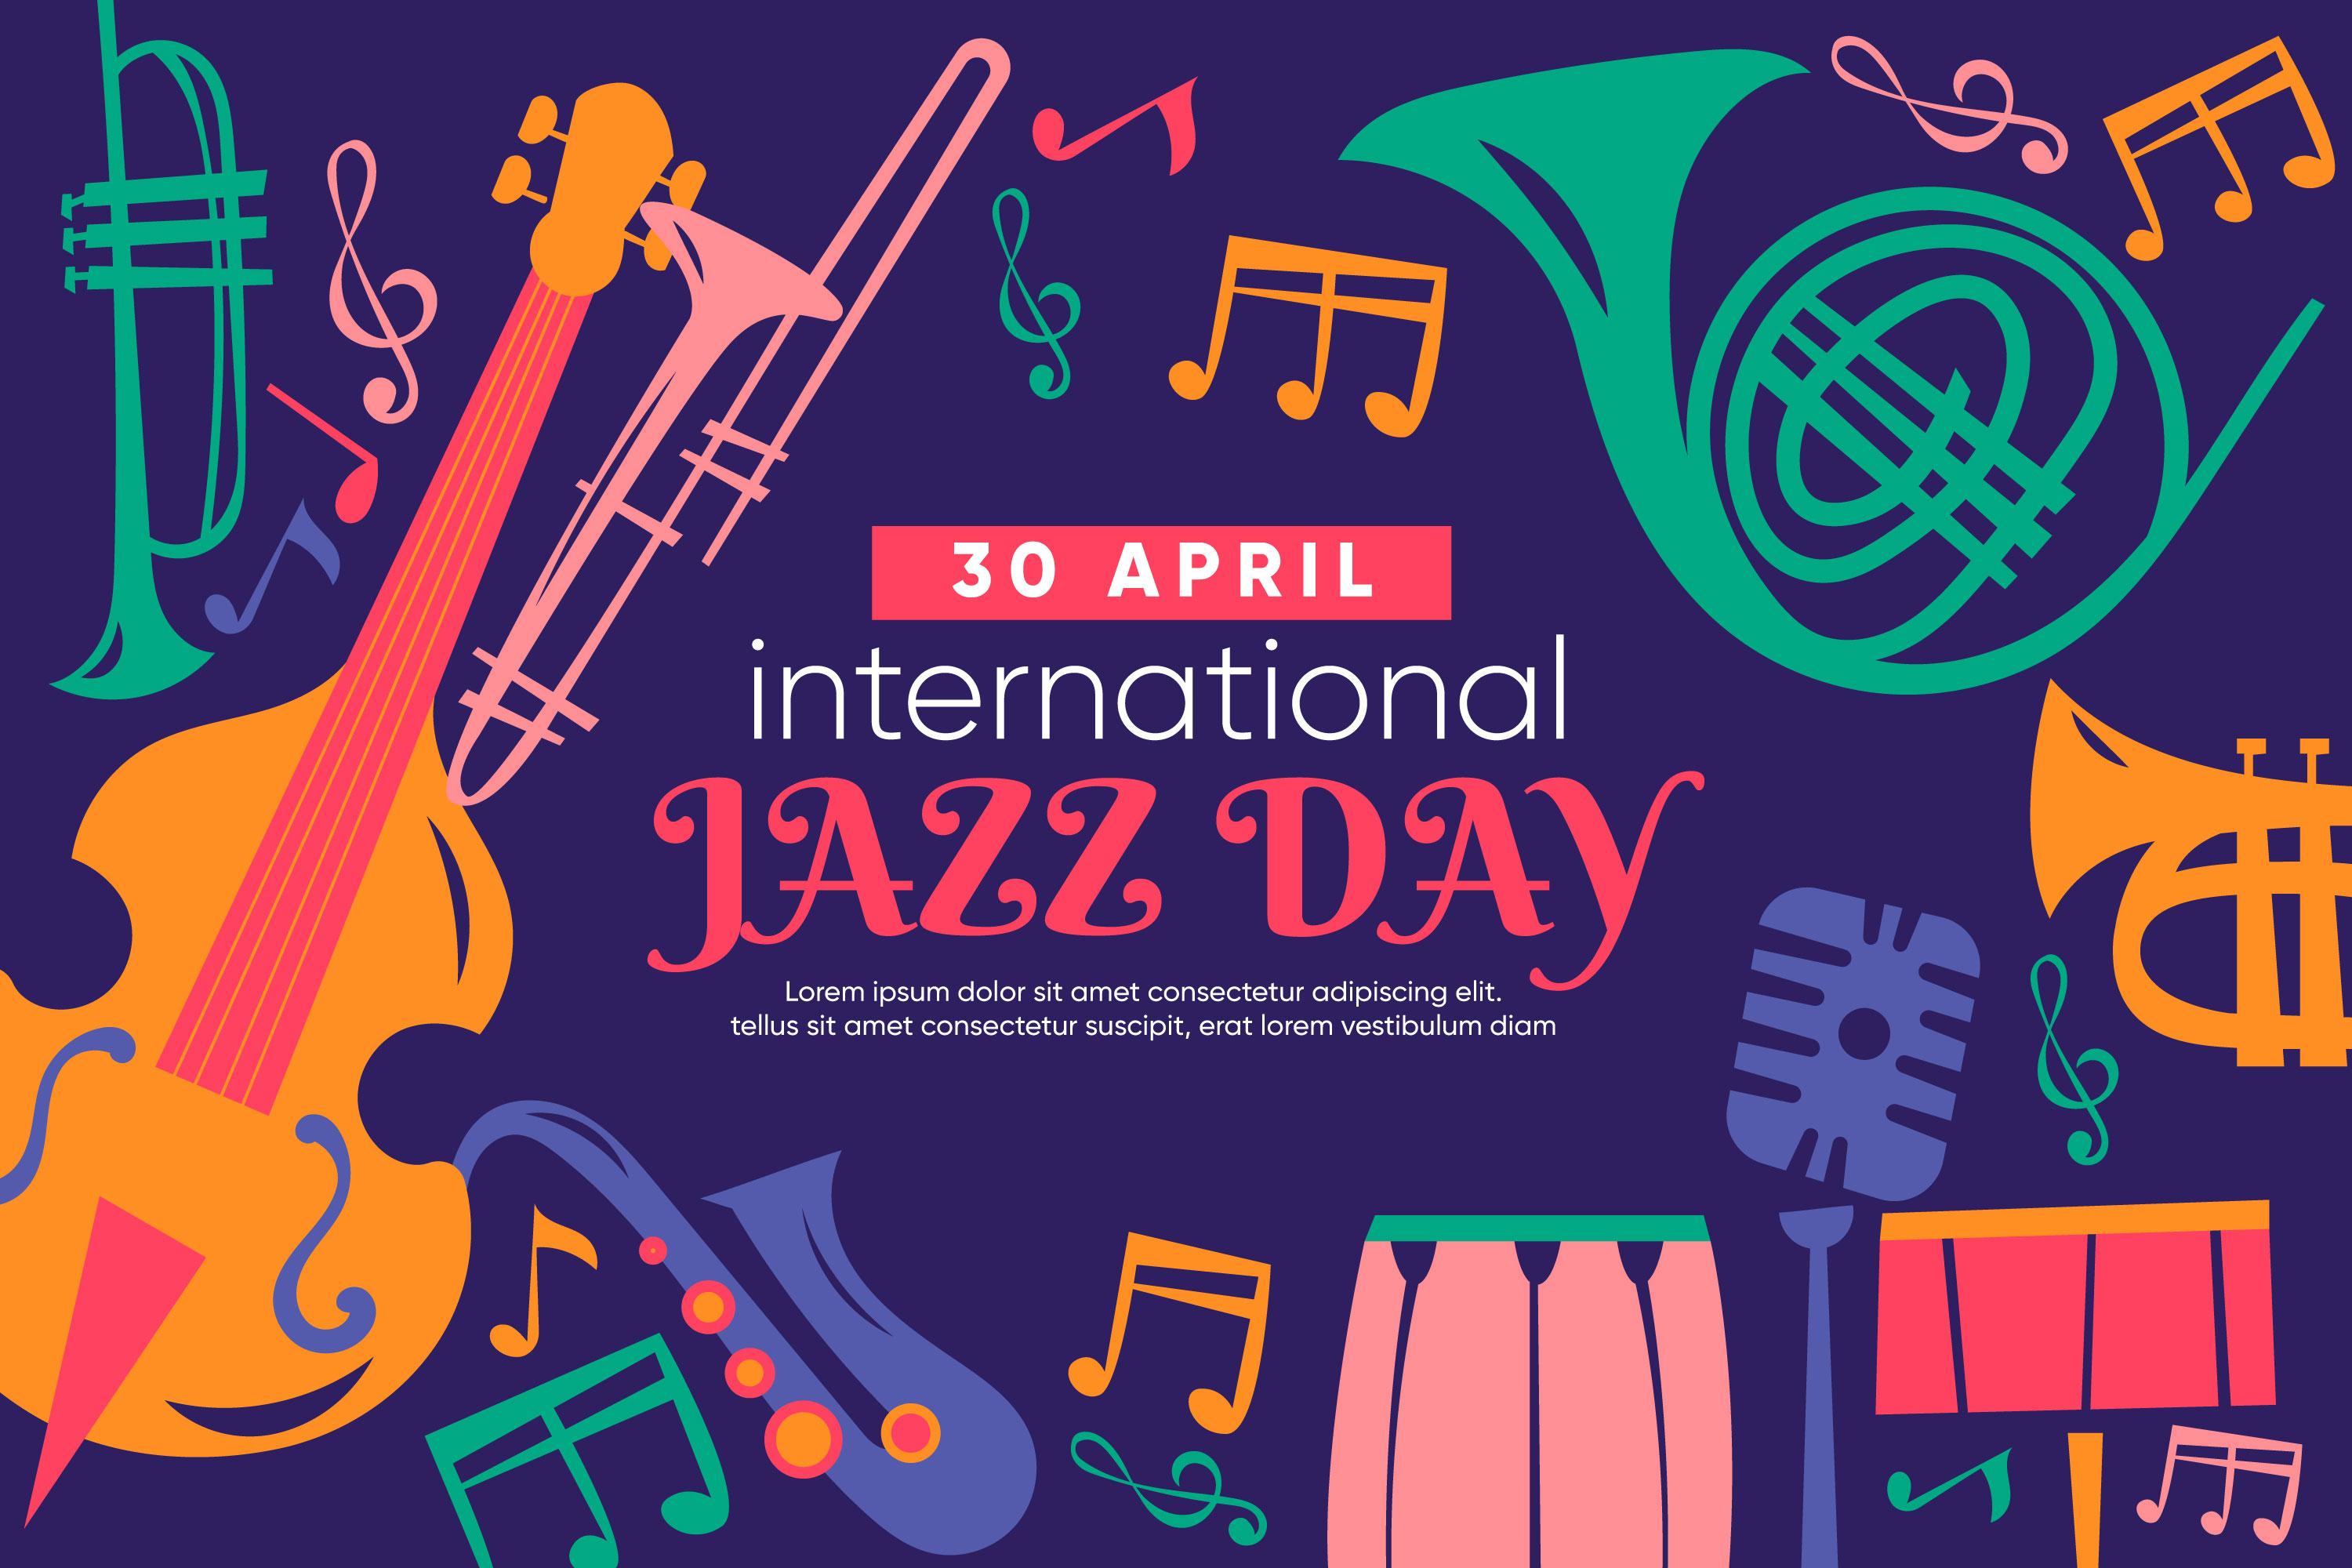 30 APRIL
international
JAZZ DAY
Lorem ipsum dolor sit amet consectetur adipiscing elit.
tellus sit amet consectetur suscipit, erat lorem vestibulum diam